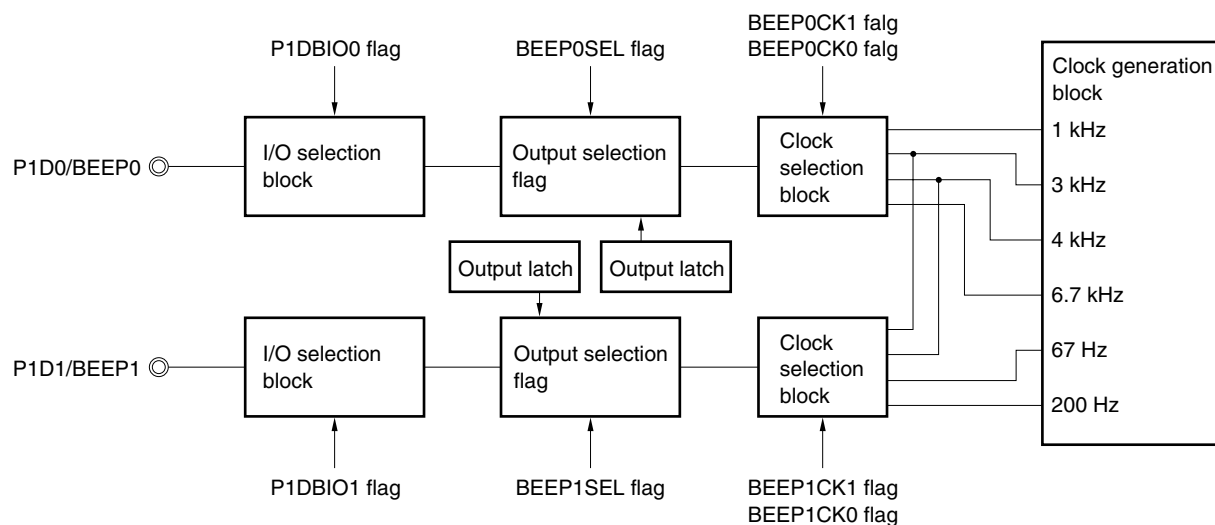 BEEP0CK1 falg
P1DBIO0 flag
BEEP0SEL flag
BEEP0CK0 falg
Clock generation
block
1 kHz
3 kHz
4 kHz
6.7 kHz
67 Hz
200 Hz
P1D0/BEEP0
I/O selection
block
Output selection
flag
Clock
selection
block
Output latch
Output latch
P1D1/BEEP1
I/O selection
block
Output selection
flag
Clock
selection
block
P1DBIO1 flag
BEEP1SEL flag
BEEP1CK1 flag
BEEP1CK0 flag